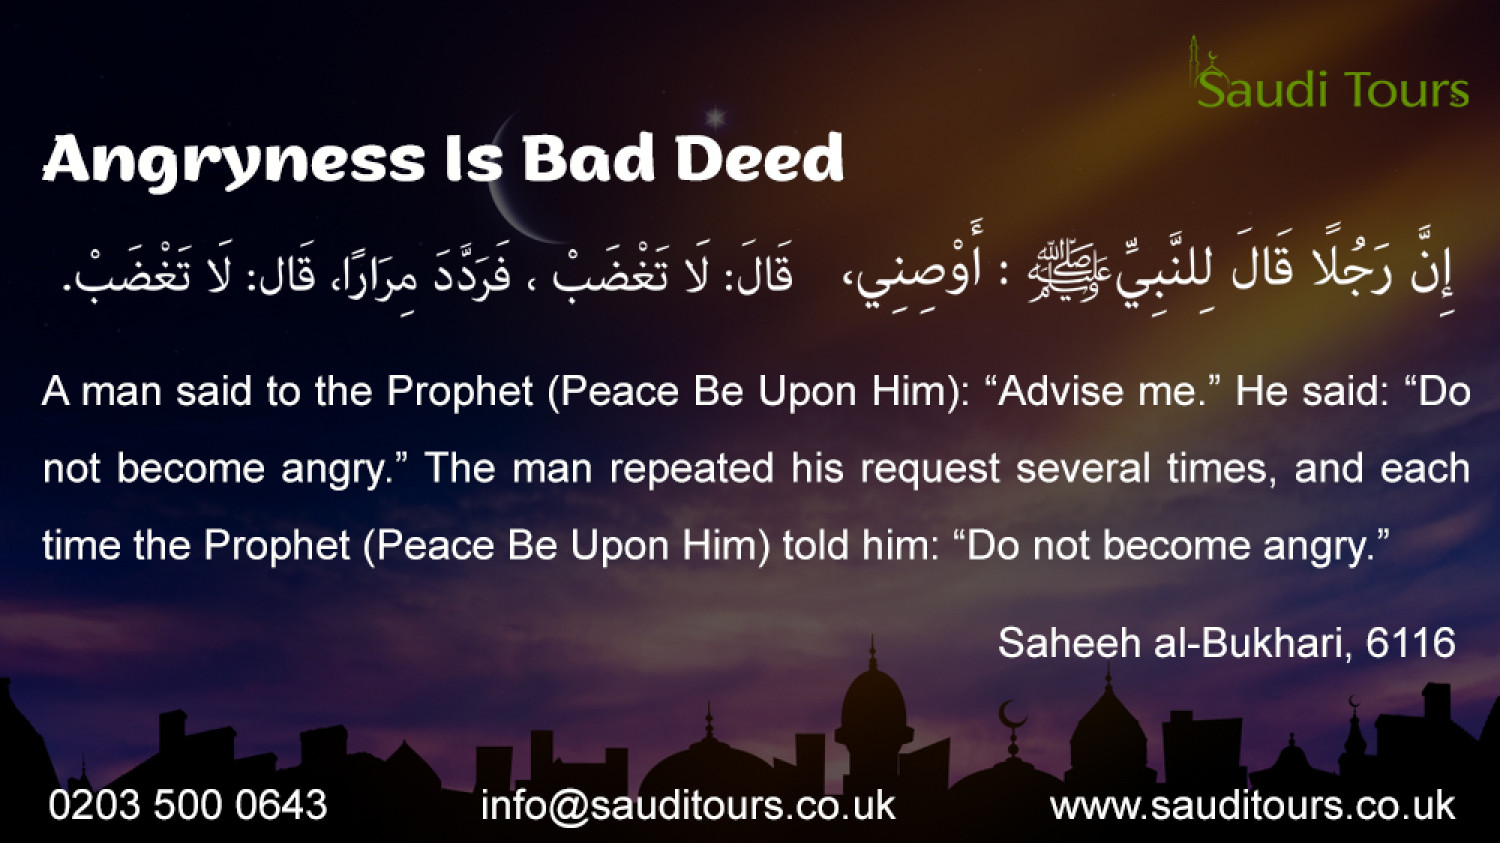 Saudi Tours
Angryness Is Bad Deed
إِنَّ رَجُلًا قَالَ لِلنَّبِيِّ ﷺ : أَوْصِنِي، قَالَ: لَا تَغْضَبْ ، فَرَدَّدَ مِرَارًا، قَال: لَا تَغْضَبْ.
A man said to the Prophet (Peace Be Upon Him): “Advise me.” He said: “Do
not become angry.” The man repeated his request several times, and each
time the Prophet (Peace Be Upon Him) told him: “Do not become angry.”
Saheeh al-Bukhari, 6116
0203 500 0643 info@sauditours.co.uk www.sauditours.co.uk